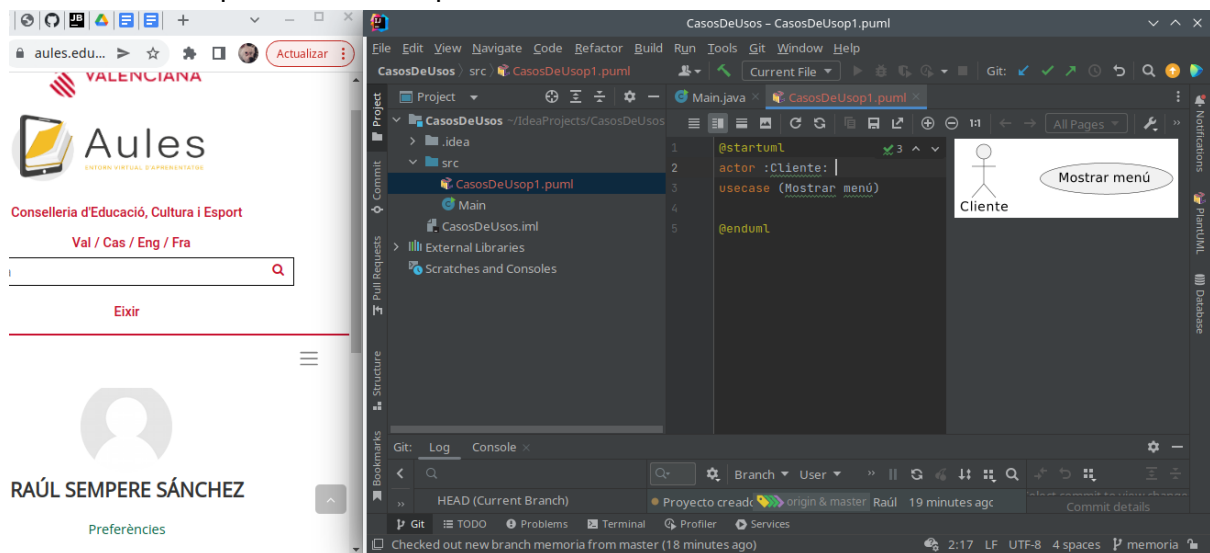 aules.edu...
Actualizar
VALENCIANA
Aules
ENTORN VIRTUAL D'APRENENTATGE
Conselleria d'Educació, Cultura i Esport
Val / Cas / Eng / Fra
Eixir
RAÚL SEMPERE SÁNCHEZ
Preferències
CasosDeUsos – CasosDeUsop1.puml
File Edit View Navigate Code Refactor Build Run Tools Git Window Help
CasosDeUsos src CasosDeUsop1.puml Current File Git:
Project Main.java CasosDeUsop1.puml
CasosDeUsos ~/IdeaProjects/CasosDeUsos
.idea
src
CasosDeUsop1.puml
Main
CasosDeUsos.iml
External Libraries
Scratches and Consoles
1:1 All Pages
1 @startuml 3
2 actor :Cliente:
3 usecase (Mostrar menú)
4
5 @enduml
Mostrar menú
Cliente
Project
Commit
Pull Requests
Structure
Bookmarks
Notifications
PlantUML
Database
Git: Log Console
Branch User
HEAD (Current Branch)
Proyecto creado origin & master Raúl 19 minutes ago
Commit details
Git TODO Problems Terminal Profiler Services
Checked out new branch memoria from master (18 minutes ago) 2:17 LF UTF-8 4 spaces memoria